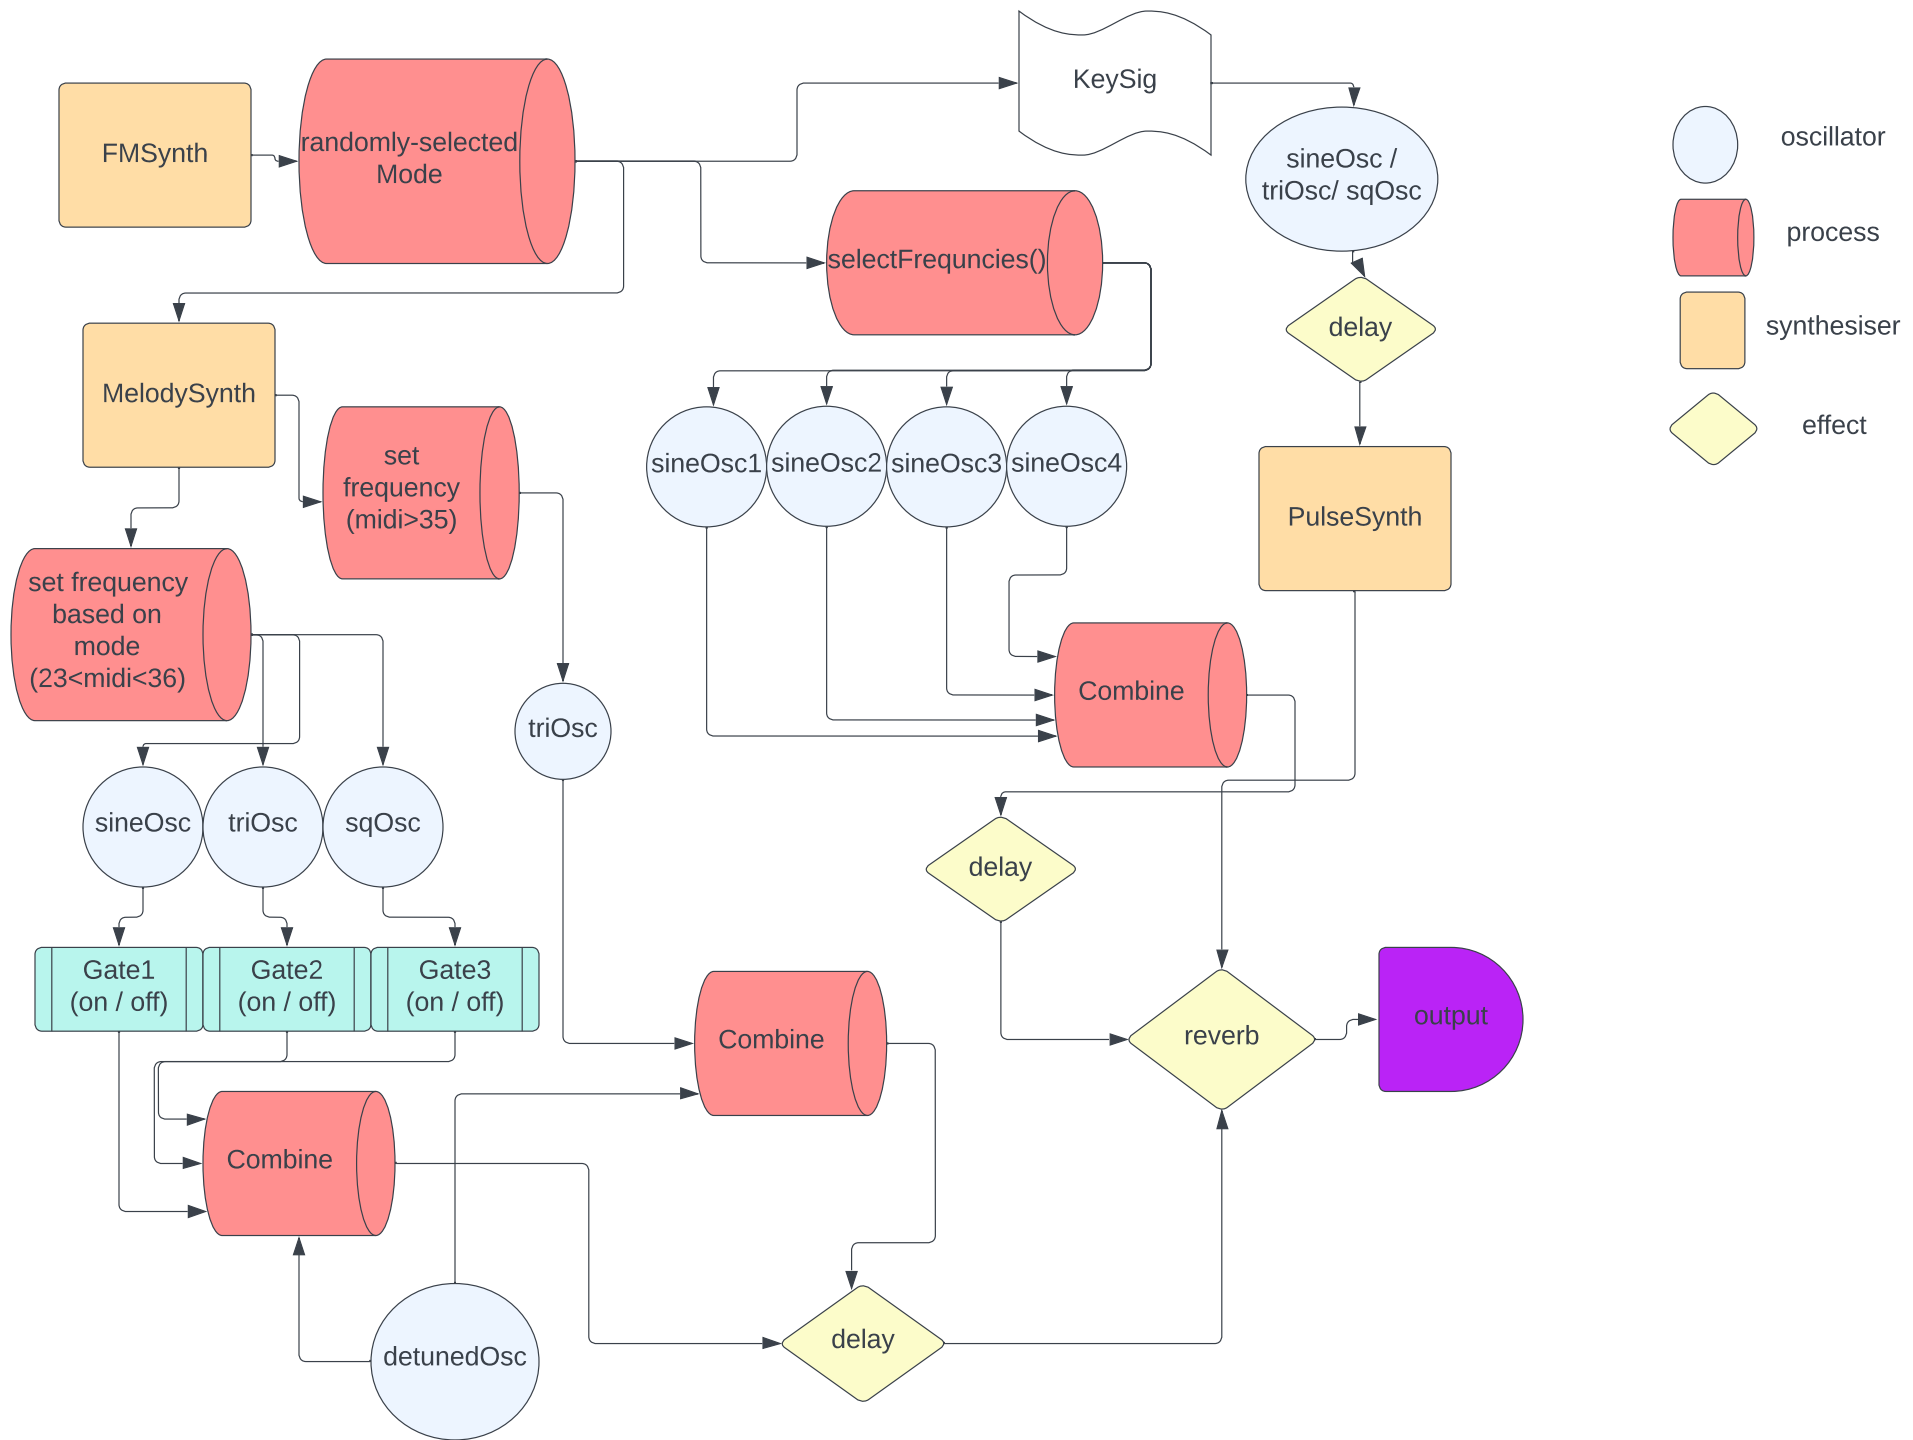 KeySig
FMSynth
randomly-selected
Mode
sineOsc /
triOsc/ sqOsc
selectFrequncies()
delay
MelodySynth
set
frequency
(midi>35)
sineOsc1
sineOsc2
sineOsc3
sineOsc4
PulseSynth
set frequency
based on
mode
(23<midi<36)
triOsc
Combine
sineOsc
triOsc
sqOsc
delay
Gate1
(on / off)
Gate2
(on / off)
Gate3
(on / off)
Combine
reverb
output
Combine
detunedOsc
delay
oscillator
process
synthesiser
effect